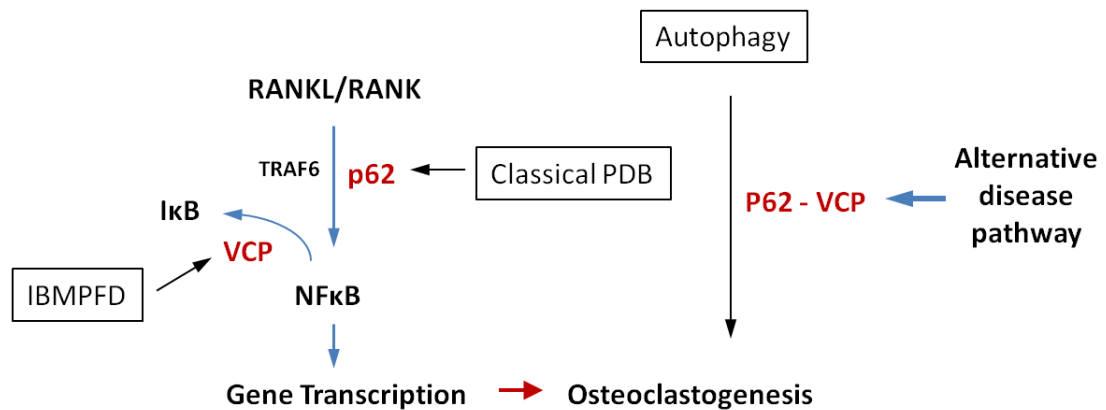 Autophagy
RANKL/RANK
TRAF6
p62
Classical PDB
Alternative
disease
pathway
P62 - VCP
IκB
VCP
IBMPFD
NFκB
Gene Transcription
Osteoclastogenesis